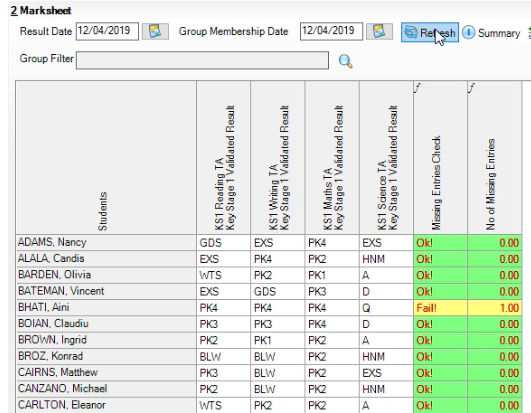 2 Marksheet
Result Date 12/04/2019 Group Membership Date 12/04/2019 Refresh Summary
Group Filter
Students
KS1 Reading TA
Key Stage 1 Validated Result
KS1 Writing TA
Key Stage 1 Validated Result
KS1 Maths TA
Key Stage 1 Validated Result
KS1 Science TA
Key Stage 1 Validated Result
f
Missing Entries Check
f
No of Missing Entries
ADAMS, Nancy GDS EXS PK4 EXS Ok! 0.00
ALALA, Candis EXS PK4 PK2 HNM Ok! 0.00
BARDEN, Olivia WTS PK2 PK1 A Ok! 0.00
BATEMAN, Vincent EXS GDS PK3 D Ok! 0.00
BHATI, Aini PK4 PK4 PK4 Q Fail! 1.00
BOIAN, Claudiu PK3 PK3 PK4 D Ok! 0.00
BROWN, Ingrid PK2 PK1 PK2 A Ok! 0.00
BROZ, Konrad BLW BLW PK2 HNM Ok! 0.00
CAIRNS, Matthew PK3 BLW PK2 EXS Ok! 0.00
CANZANO, Michael PK2 BLW PK2 HNM Ok! 0.00
CARLTON, Eleanor WTS PK2 PK2 A Ok! 0.00